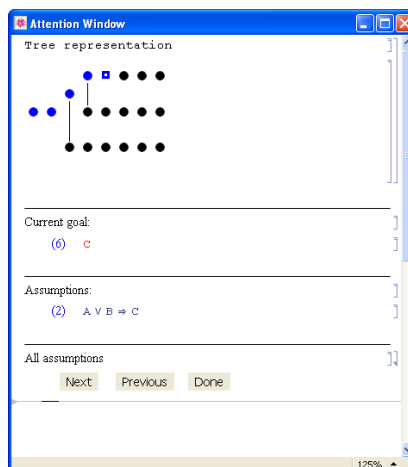 Attention Window
Tree representation
Current goal:
(6) C
Assumptions:
(2) A ∨ B ⇒ C
All assumptions
Next Previous Done
125%